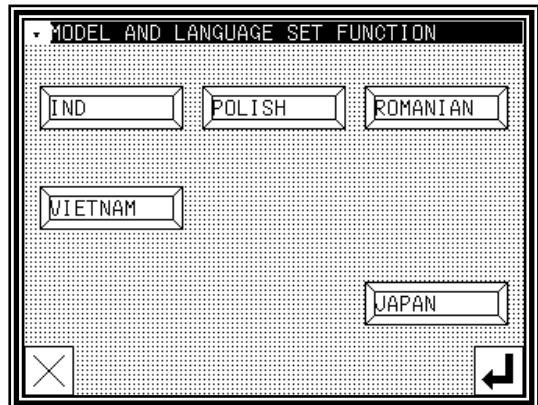 MODEL AND LANGUAGE SET FUNCTION
IND POLISH ROMANIAN
VIETNAM
JAPAN